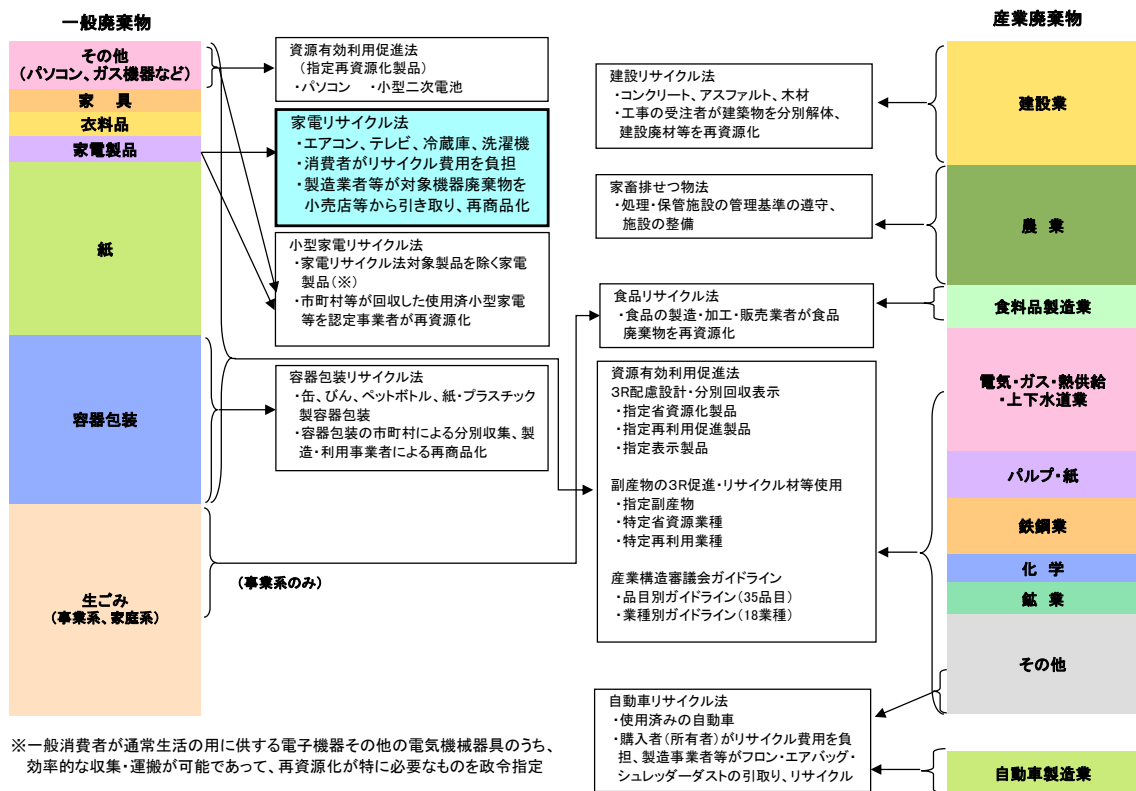 一般廃棄物
その他
（パソコン、ガス機器など）
家　具
衣料品
家電製品
紙
容器包装
生ごみ
（事業系、家庭系）
資源有効利用促進法
（指定再資源化製品）
・パソコン　・小型二次電池
家電リサイクル法
・エアコン、テレビ、冷蔵庫、洗濯機
・消費者がリサイクル費用を負担
・製造業者等が対象機器廃棄物を
小売店等から引き取り、再商品化
小型家電リサイクル法
・家電リサイクル法対象製品を除く家電
製品（※）
・市町村等が回収した使用済小型家電
等を認定事業者が再資源化
容器包装リサイクル法
・缶、びん、ペットボトル、紙・プラスチック
製容器包装
・容器包装の市町村による分別収集、製
造・利用事業者による再商品化
（事業系のみ）
建設リサイクル法
・コンクリート、アスファルト、木材
・工事の受注者が建築物を分別解体、
建設廃材等を再資源化
家畜排せつ物法
・処理・保管施設の管理基準の遵守、
施設の整備
食品リサイクル法
・食品の製造・加工・販売業者が食品
廃棄物を再資源化
資源有効利用促進法
3R配慮設計・分別回収表示
・指定省資源化製品
・指定再利用促進製品
・指定表示製品
副産物の３R促進・リサイクル材等使用
・指定副産物
・特定省資源業種
・特定再利用業種
産業構造審議会ガイドライン
・品目別ガイドライン（35品目）
・業種別ガイドライン（18業種）
自動車リサイクル法
・使用済みの自動車
・購入者（所有者）がリサイクル費用を負
担、製造事業者等がフロン・エアバッグ・
シュレッダーダストの引取り、リサイクル
産業廃棄物
建設業
農　業
食料品製造業
電気・ガス・熱供給
・上下水道業
パルプ・紙
鉄鋼業
化　学
鉱　業
その他
自動車製造業
※一般消費者が通常生活の用に供する電子機器その他の電気機械器具のうち、
効率的な収集・運搬が可能であって、再資源化が特に必要なものを政令指定